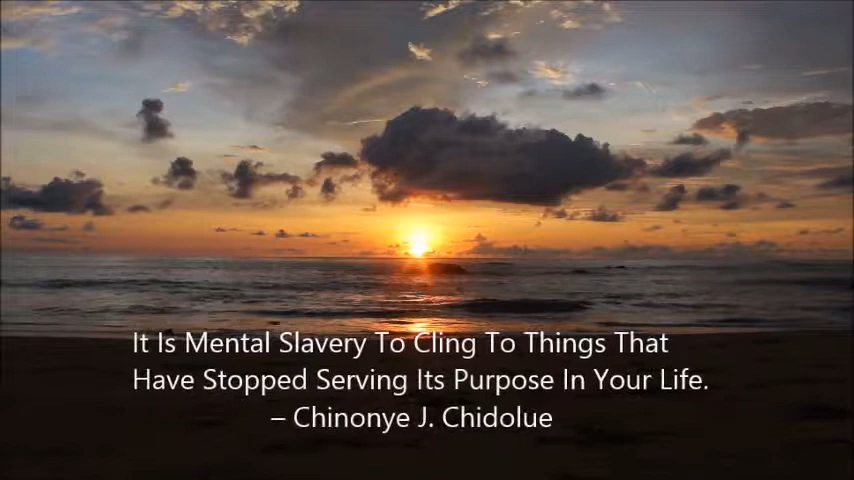 It Is Mental Slavery To Cling To Things That
Have Stopped Serving Its Purpose In Your Life.
– Chinonye J. Chidolue